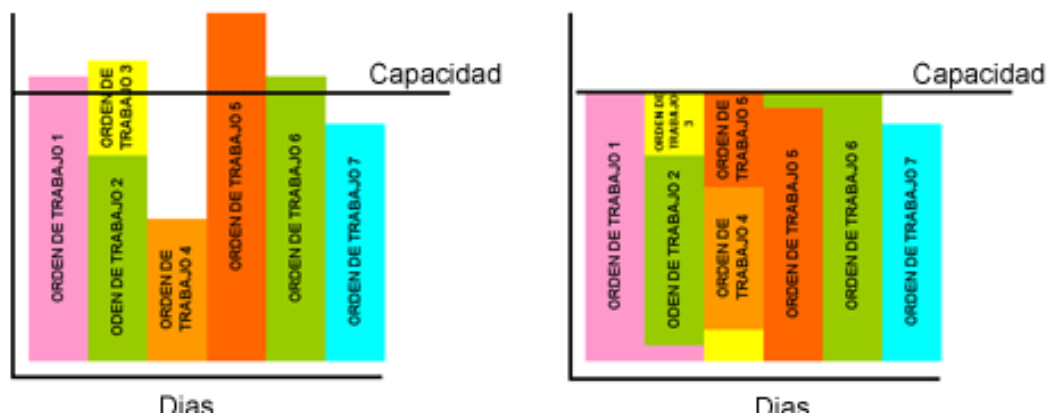 Capacidad
ORDEN DE TRABAJO 1
ORDEN DE
TRABAJO 3
ODEN DE TRABAJO 2
ORDEN DE
TRABAJO 4
ORDEN DE TRABAJO 5
ORDEN DE TRABAJO 6
ORDEN DE TRABAJO 7
Dias
Capacidad
ORDEN DE TRABAJO 1
ORDEN DE
TRABAJO
3
ODEN DE TRABAJO 2
ORDEN DE
TRABAJO 5
ORDEN DE
TRABAJO 4
ORDEN DE TRABAJO 5
ORDEN DE TRABAJO 6
ORDEN DE TRABAJO 7
Dias